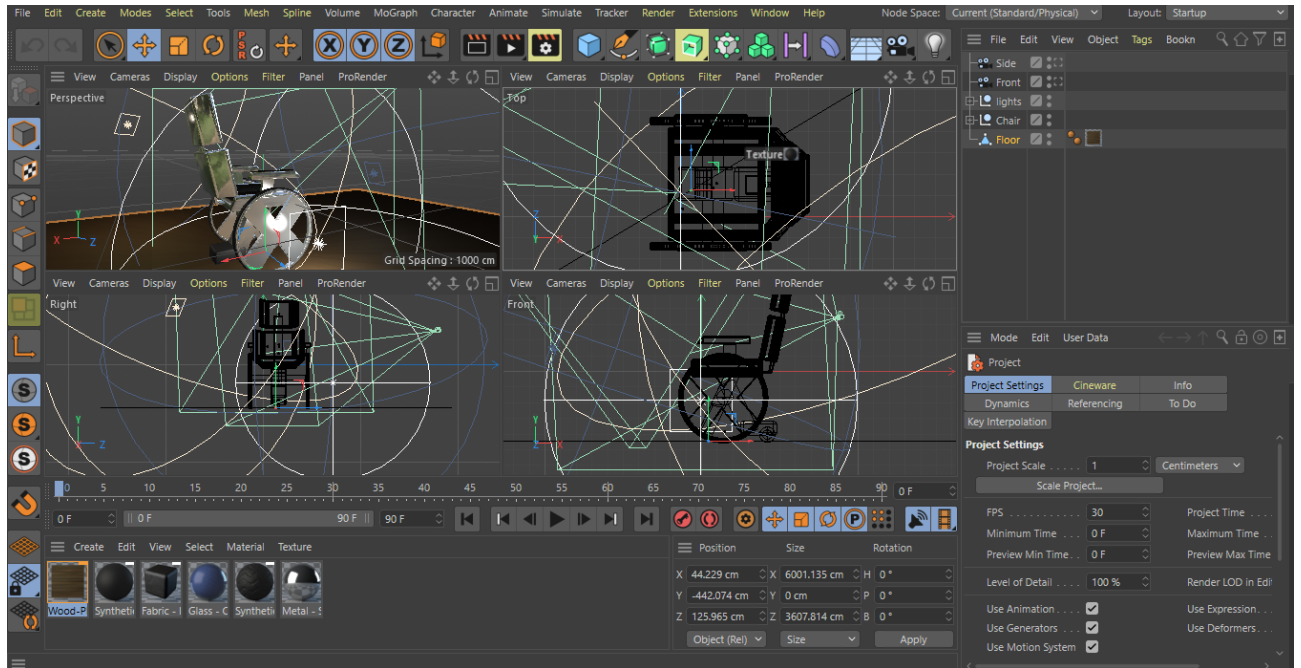 File Edit Create Modes Select Tools Mesh Spline Volume MoGraph Character Animate Simulate Tracker Render Extensions Window Help Node Space: Current (Standard/Physical) Layout: Startup
P S R X Y Z
File Edit View Object Tags Bookn
View Cameras Display Options Filter Panel ProRender
View Cameras Display Options Filter Panel ProRender
Side
Front
lights
Chair
Floor
Perspective
Top
Texture
Y
X Z
Grid Spacing : 1000 cm
Z
Y X
View Cameras Display Options Filter Panel ProRender
View Cameras Display Options Filter Panel ProRender
Right
Front
Y
Z
Y
Z X
S
S
S
Mode Edit User Data
Project
Project Settings Cineware Info
Dynamics Referencing To Do
Key Interpolation
Project Settings
Project Scale . . . . . 1 Centimeters
Scale Project...
FPS . . . . . . . . . . . 30 Project Time . . . .
Minimum Time . . . 0 F Maximum Time . .
Preview Min Time . . 0 F Preview Max Time
Level of Detail . . . . 100 % Render LOD in Edit
Use Animation . . . . Use Expression . . .
Use Generators . . . Use Deformers . . .
Use Motion System
0 5 10 15 20 25 30 35 40 45 50 55 60 65 70 75 80 85 90 0 F
0 F 0 F 90 F 90 F P
Create Edit View Select Material Texture
Wood-P Syntheti Fabric - Glass - C Syntheti Metal - S
Position Size Rotation
X 44.229 cm X 6001.135 cm H 0 °
Y -442.074 cm Y 0 cm P 0 °
Z 125.965 cm Z 3607.814 cm B 0 °
Object (Rel) Size Apply